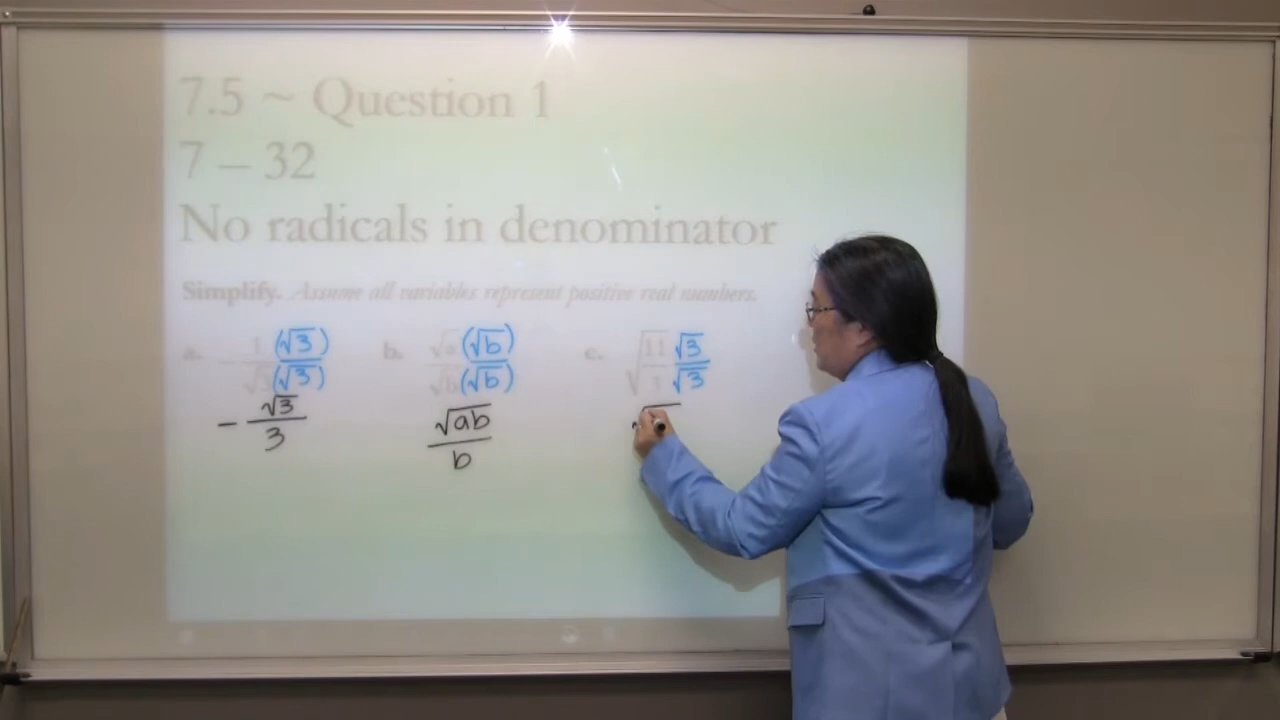 7.5 ~ Question 1
7 – 32
No radicals in denominator
Simplify. Assume all variables represent positive real numbers.
a. - 1/√3 (√3)/(√3)
b. √a/√b (√b)/(√b)
c. √(11/3) √3/√3
- √3/3
√ab/b